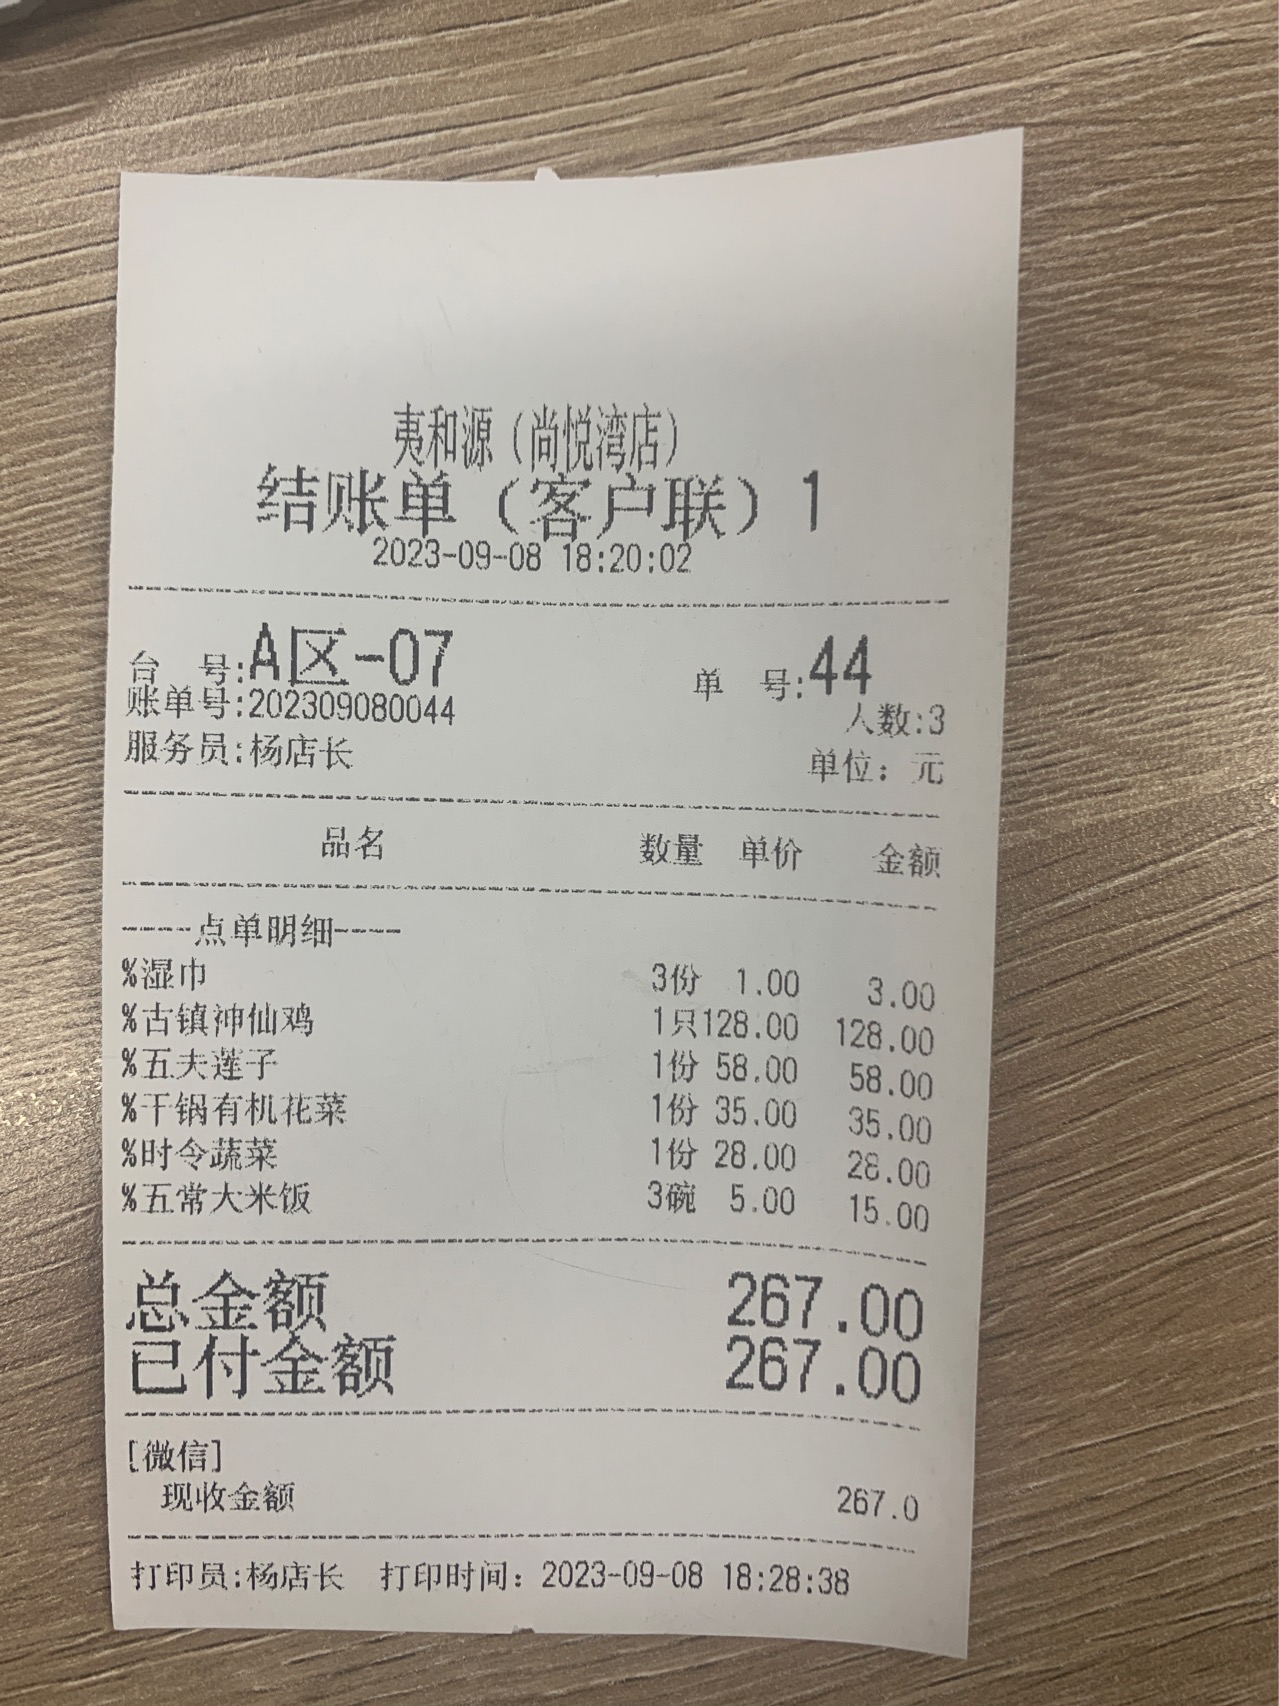 夷和源（尚悦湾店）
结账单（客户联）1
2023-09-08 18:20:02
台 号:A区-07 单 号:44
账单号:202309080044 人数:3
服务员:杨店长 单位：元
品名 数量 单价 金额
-----点单明细-----
%湿巾 3份 1.00 3.00
%古镇神仙鸡 1只128.00 128.00
%五夫莲子 1份 58.00 58.00
%干锅有机花菜 1份 35.00 35.00
%时令蔬菜 1份 28.00 28.00
%五常大米饭 3碗 5.00 15.00
总金额 267.00
已付金额 267.00
[微信]
现收金额 267.0
打印员:杨店长 打印时间：2023-09-08 18:28:38